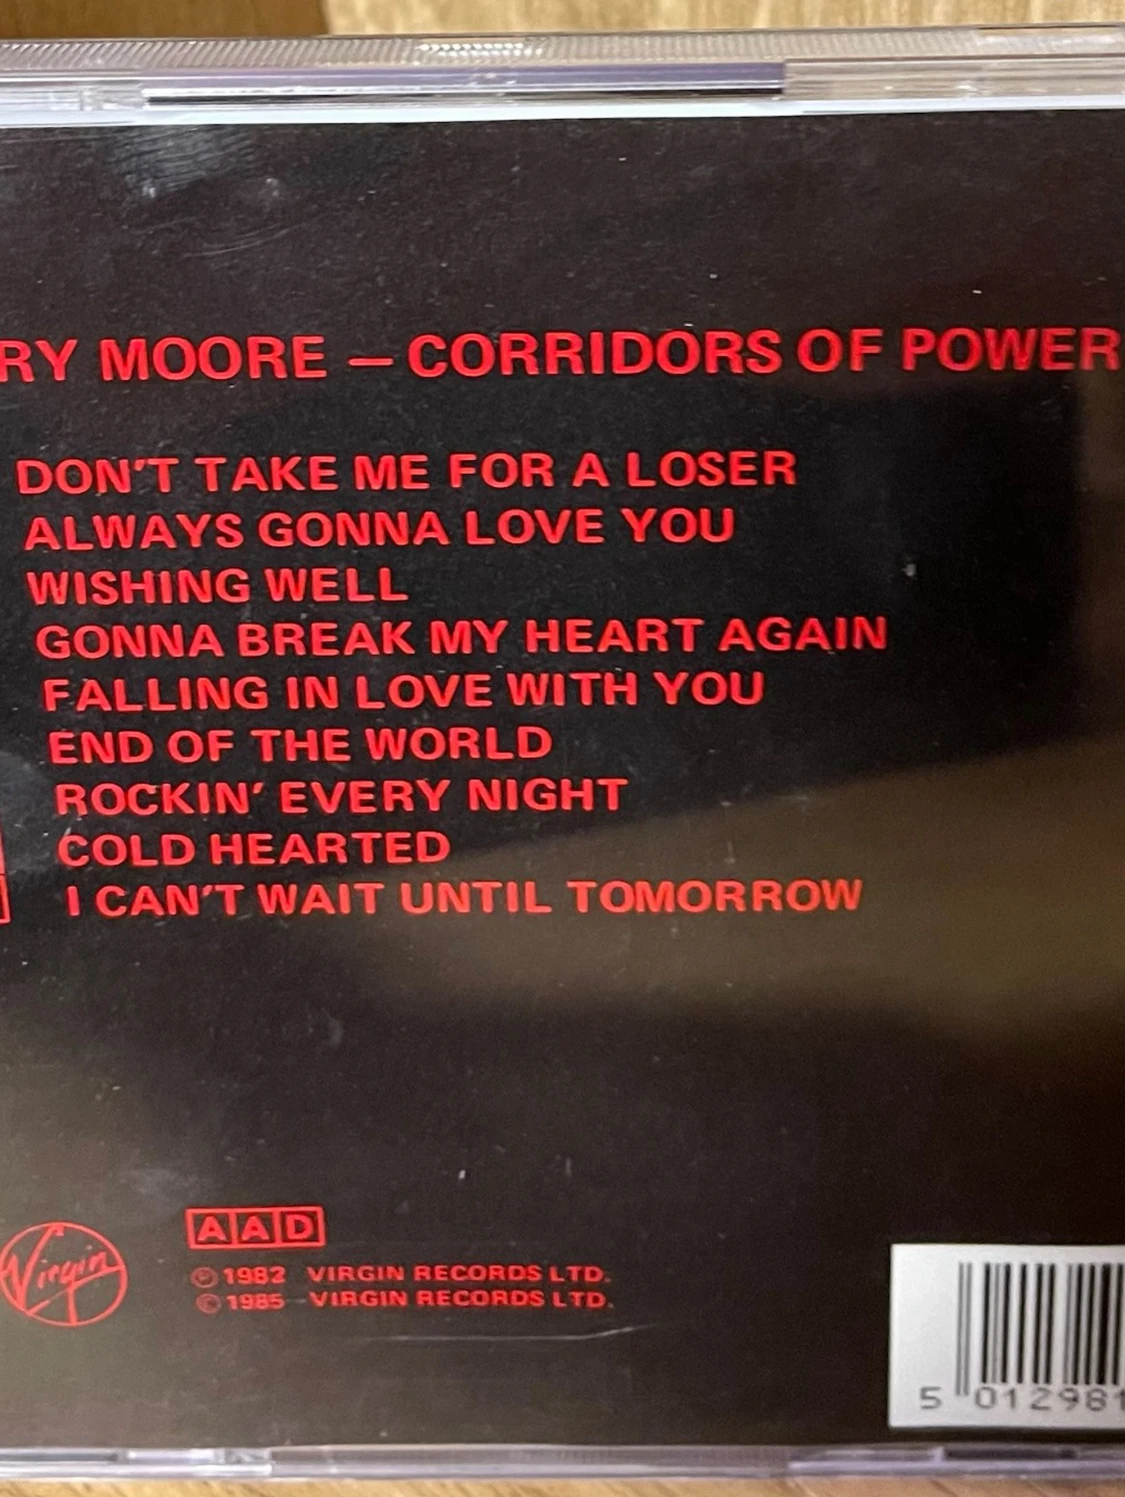 RY MOORE – CORRIDORS OF POWER
DON'T TAKE ME FOR A LOSER
ALWAYS GONNA LOVE YOU
WISHING WELL
GONNA BREAK MY HEART AGAIN
FALLING IN LOVE WITH YOU
END OF THE WORLD
ROCKIN' EVERY NIGHT
COLD HEARTED
I CAN'T WAIT UNTIL TOMORROW
AAD
Virgin
℗ 1982 VIRGIN RECORDS LTD.
© 1985 VIRGIN RECORDS LTD.
5 012981